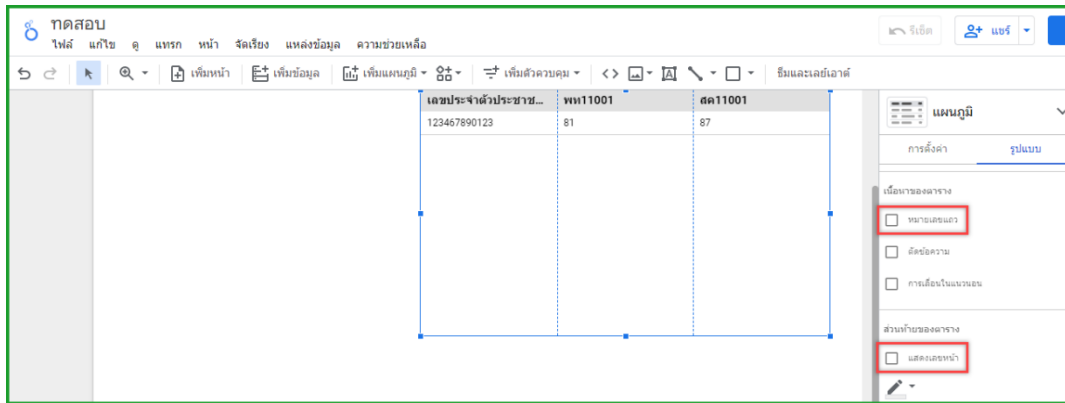 ทดสอบ
ไฟล์ แก้ไข ดู แทรก หน้า จัดเรียง แหล่งข้อมูล ความช่วยเหลือ
รีเซ็ต
แชร์
เพิ่มหน้า
เพิ่มข้อมูล
เพิ่มแผนภูมิ
เพิ่มตัวควบคุม
ธีมและเลย์เอาต์
เลขประจำตัวประชาช... พท11001 สค11001
123467890123 81 87
แผนภูมิ
การตั้งค่า รูปแบบ
เนื้อหาของตาราง
หมายเลขแถว
ตัดข้อความ
การเลื่อนในแนวนอน
ส่วนท้ายของตาราง
แสดงเลขหน้า